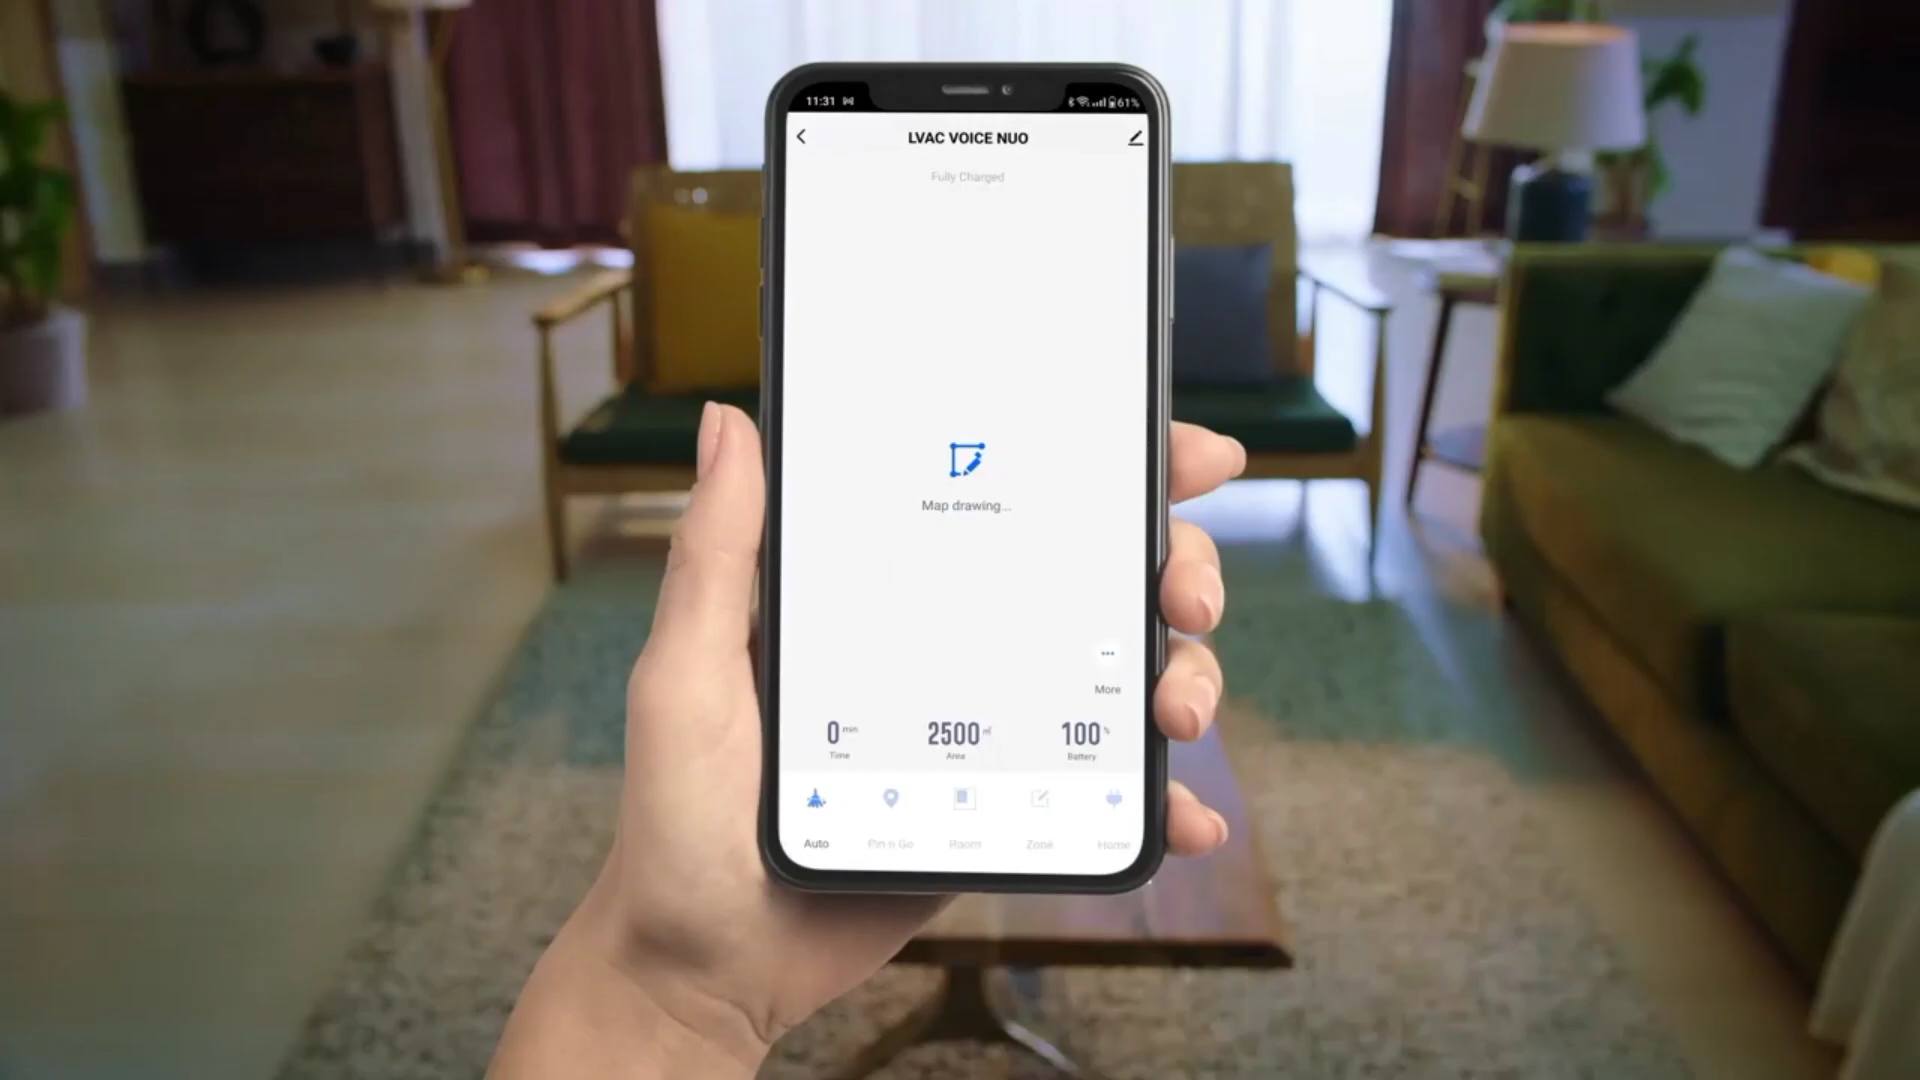 11:31 61%
LVAC VOICE NUO
Fully Charged
Map drawing...
More
0 min 2500 ㎡ 100 %
Time Area Battery
Auto Pin n Go Room Zone Home